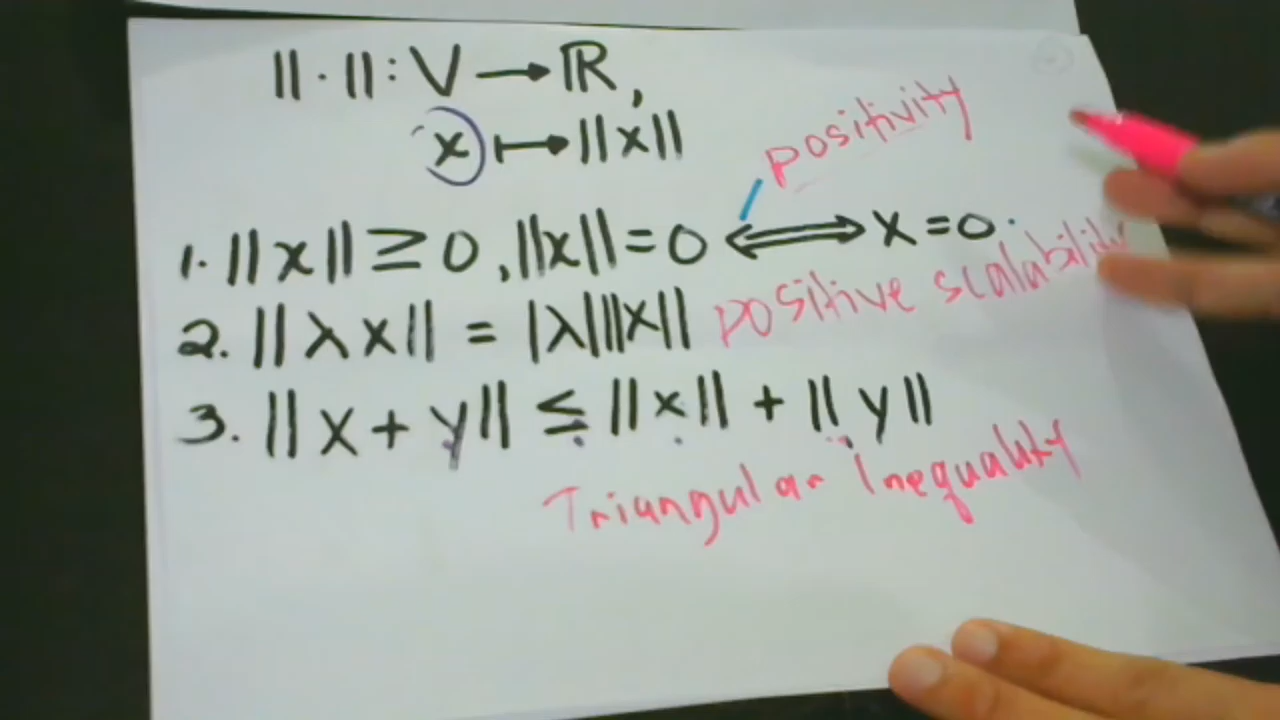 ||·||: V → ℝ,
x ↦ ||x||
positivity
1. ||x|| ≥ 0, ||x|| = 0 ⟺ x = 0.
2. ||λx|| = |λ| ||x|| positive scalability
3. ||x + y|| ≤ ||x|| + ||y||
Triangular Inequality